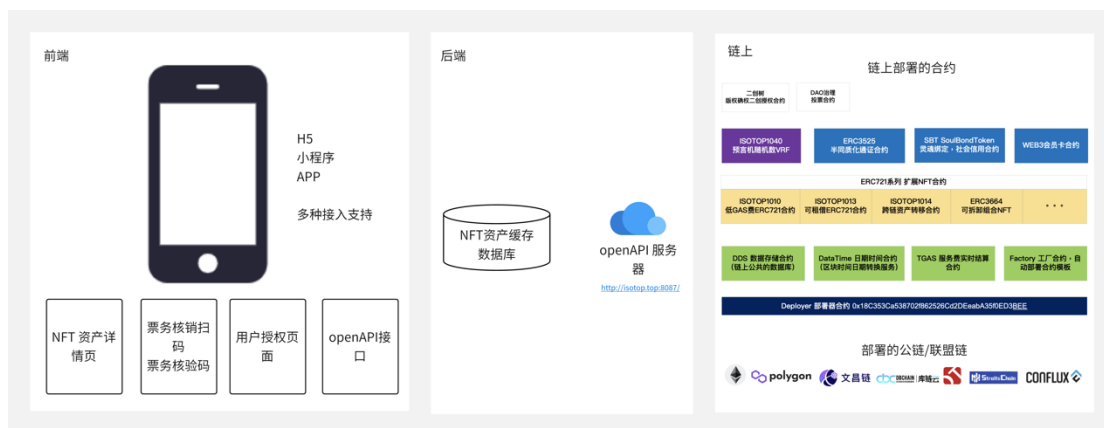 前端
H5
小程序
APP
多种接入支持
NFT 资产详
情页
票务核销扫
码
票务核验码
用户授权页
面
openAPI接
口
后端
NFT资产缓存
数据库
openAPI 服务
器
http://isotop.top:8087/
链上
链上部署的合约
二创树
版权确权二创授权合约
DAO治理
投票合约
ISOTOP1040
预言机随机数VRF
ERC3525
半同质化通证合约
SBT SoulBondToken
灵魂绑定・社会信用合约
WEB3会员卡合约
ERC721系列 扩展NFT合约
ISOTOP1010
低GAS费ERC721合约
ISOTOP1013
可租借ERC721合约
ISOTOP1014
跨链资产转移合约
ERC3664
可拆卸组合NFT
· · ·
DDS 数据存储合约
(链上公共的数据库)
DataTime 日期时间合约
(区块时间日期转换服务)
TGAS 服务费实时结算
合约
Factory 工厂合约・自
动部署合约模板
Deployer 部署器合约 0x18C353Ca538702f862526Cd2DEeabA35f0ED3BEE
部署的公链/联盟链
polygon
文昌链
库链云
CONFLUX